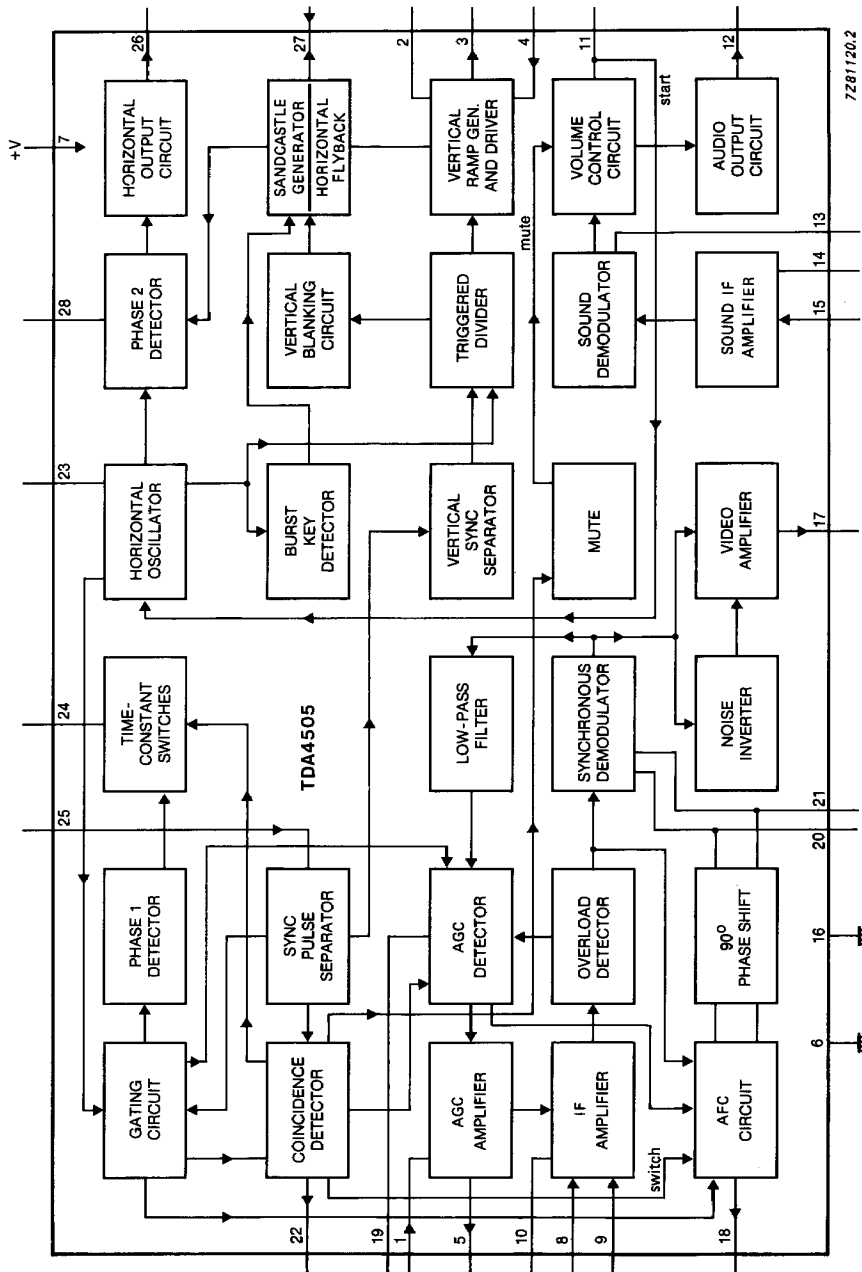 26
27
2
3
4
11
12
7281120.2
+V
7
HORIZONTAL
OUTPUT
CIRCUIT
SANDCASTLE
GENERATOR
HORIZONTAL
FLYBACK
VERTICAL
RAMP GEN.
AND DRIVER
VOLUME
CONTROL
CIRCUIT
start
AUDIO
OUTPUT
CIRCUIT
mute
13
14
15
28
PHASE 2
DETECTOR
VERTICAL
BLANKING
CIRCUIT
TRIGGERED
DIVIDER
SOUND
DEMODULATOR
SOUND IF
AMPLIFIER
23
HORIZONTAL
OSCILLATOR
BURST
KEY
DETECTOR
VERTICAL
SYNC
SEPARATOR
MUTE
VIDEO
AMPLIFIER
17
24
TIME-
CONSTANT
SWITCHES
TDA4505
LOW-PASS
FILTER
SYNCHRONOUS
DEMODULATOR
NOISE
INVERTER
21
20
25
PHASE 1
DETECTOR
SYNC
PULSE
SEPARATOR
AGC
DETECTOR
OVERLOAD
DETECTOR
90°
PHASE SHIFT
16
6
GATING
CIRCUIT
COINCIDENCE
DETECTOR
AGC
AMPLIFIER
IF
AMPLIFIER
AFC
CIRCUIT
switch
22
19
1
5
10
8
9
18